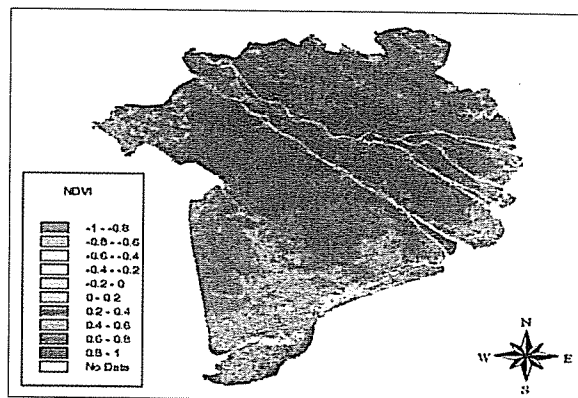 NDVI
-1 - -0.8
-0.8 - -0.6
-0.6 - -0.4
-0.4 - -0.2
-0.2 - 0
0 - 0.2
0.2 - 0.4
0.4 - 0.6
0.6 - 0.8
0.8 - 1
No Data
N
W E
S